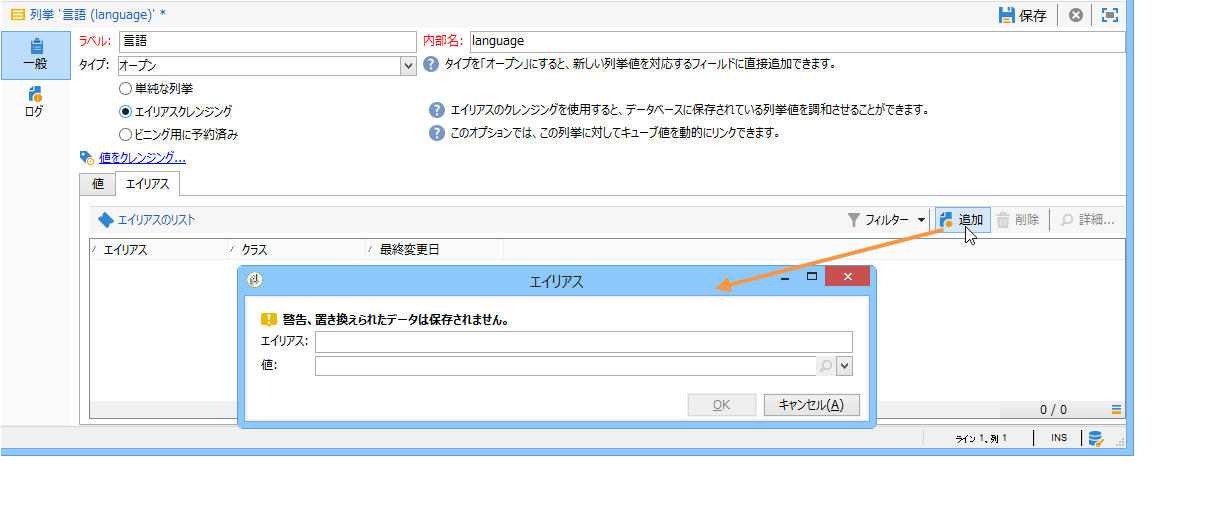 列挙 '言語 (language)' *
保存
一般
ログ
ラベル: 言語 内部名: language
タイプ: オープン タイプを「オープン」にすると、新しい列挙値を対応するフィールドに直接追加できます。
単純な列挙
エイリアスクレンジング エイリアスのクレンジングを使用すると、データベースに保存されている列挙値を調和させることができます。
ビニング用に予約済み このオプションでは、この列挙に対してキューブ値を動的にリンクできます。
値をクレンジング...
値 エイリアス
エイリアスのリスト フィルター 追加 削除 詳細...
エイリアス クラス 最終変更日
エイリアス
警告、置き換えられたデータは保存されません。
エイリアス:
値:
OK キャンセル(A)
0 / 0
ライン 1、列 1 INS